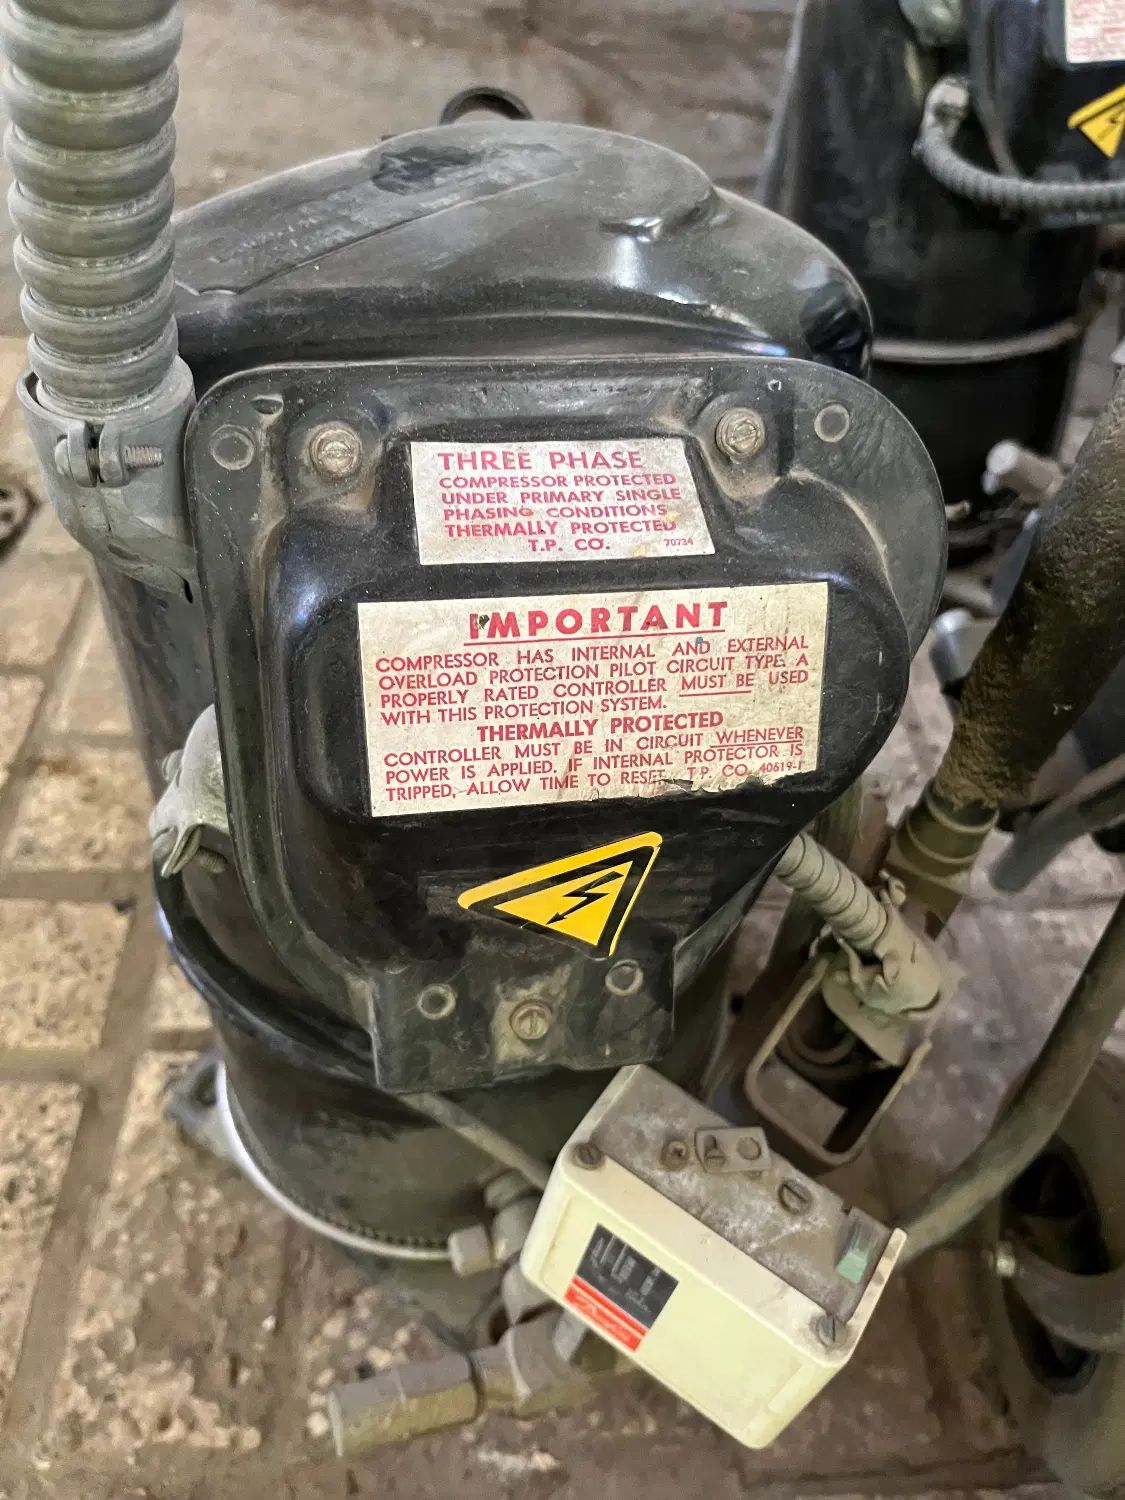 THREE PHASE
COMPRESSOR PROTECTED
UNDER PRIMARY SINGLE
PHASING CONDITIONS
THERMALLY PROTECTED
T.P. CO. 70734
IMPORTANT
COMPRESSOR HAS INTERNAL AND EXTERNAL
OVERLOAD PROTECTION PILOT CIRCUIT TYPE. A
PROPERLY RATED CONTROLLER MUST BE USED
WITH THIS PROTECTION SYSTEM.
THERMALLY PROTECTED
CONTROLLER MUST BE IN CIRCUIT WHENEVER
POWER IS APPLIED. IF INTERNAL PROTECTOR IS
TRIPPED, ALLOW TIME TO RESET. T.P. CO. 40619-1
Danfoss